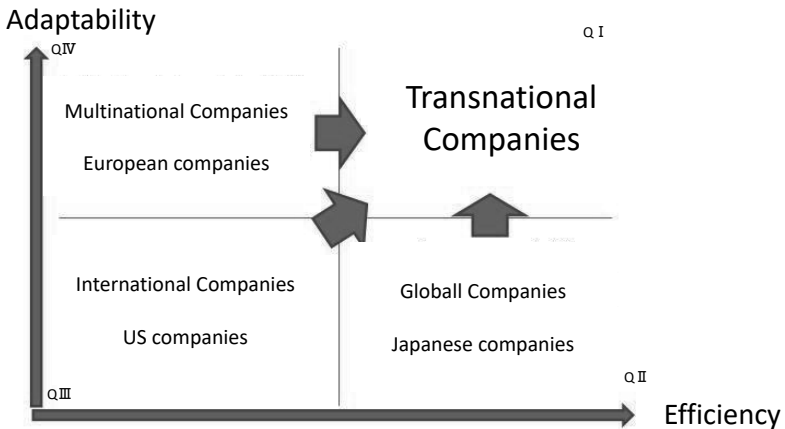 Adaptability
QⅣ
QⅠ
Multinational Companies
European companies
Transnational
Companies
International Companies
US companies
Globall Companies
Japanese companies
QⅢ
QⅡ
Efficiency